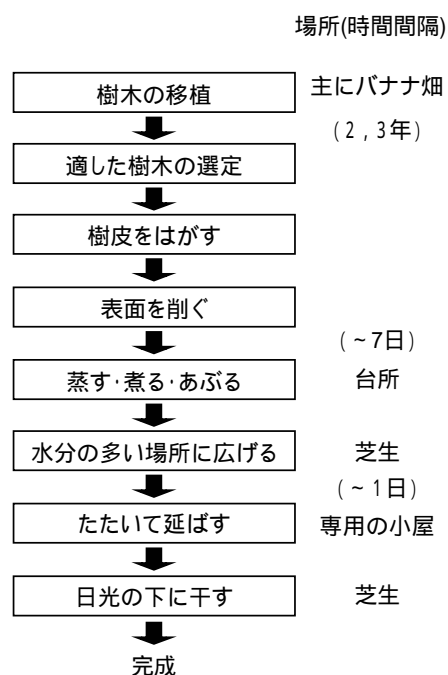 場所(時間間隔)
樹木の移植 主にバナナ畑
(2,3年)
適した樹木の選定
樹皮をはがす
表面を削ぐ
(~7日)
蒸す・煮る・あぶる 台所
水分の多い場所に広げる 芝生
(~1日)
たたいて延ばす 専用の小屋
日光の下に干す 芝生
完成